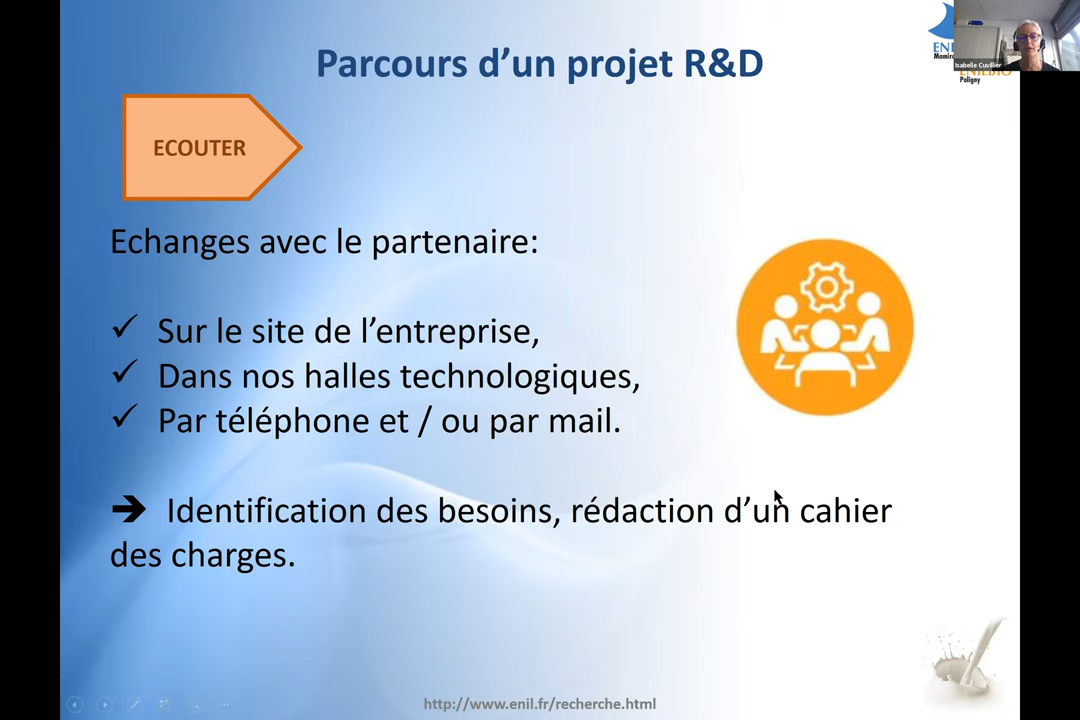 Parcours d’un projet R&D
Isabelle Cuvillier
Poligny
ECOUTER
Echanges avec le partenaire:
✓ Sur le site de l’entreprise,
✓ Dans nos halles technologiques,
✓ Par téléphone et / ou par mail.
➔ Identification des besoins, rédaction d’un cahier
des charges.
http://www.enil.fr/recherche.html